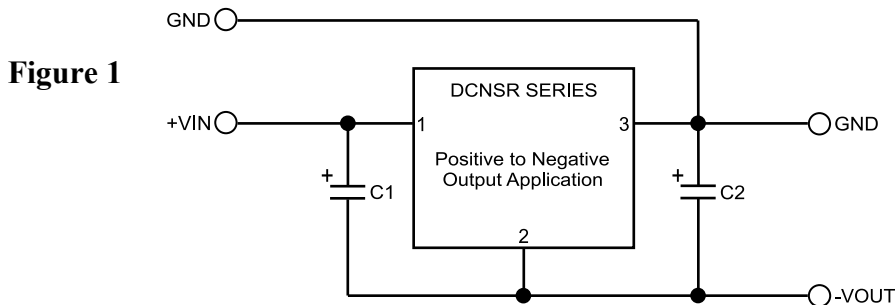 GND
Figure 1
DCNSR SERIES
+VIN
1
3
GND
Positive to Negative
Output Application
+
C1
+
C2
2
-VOUT